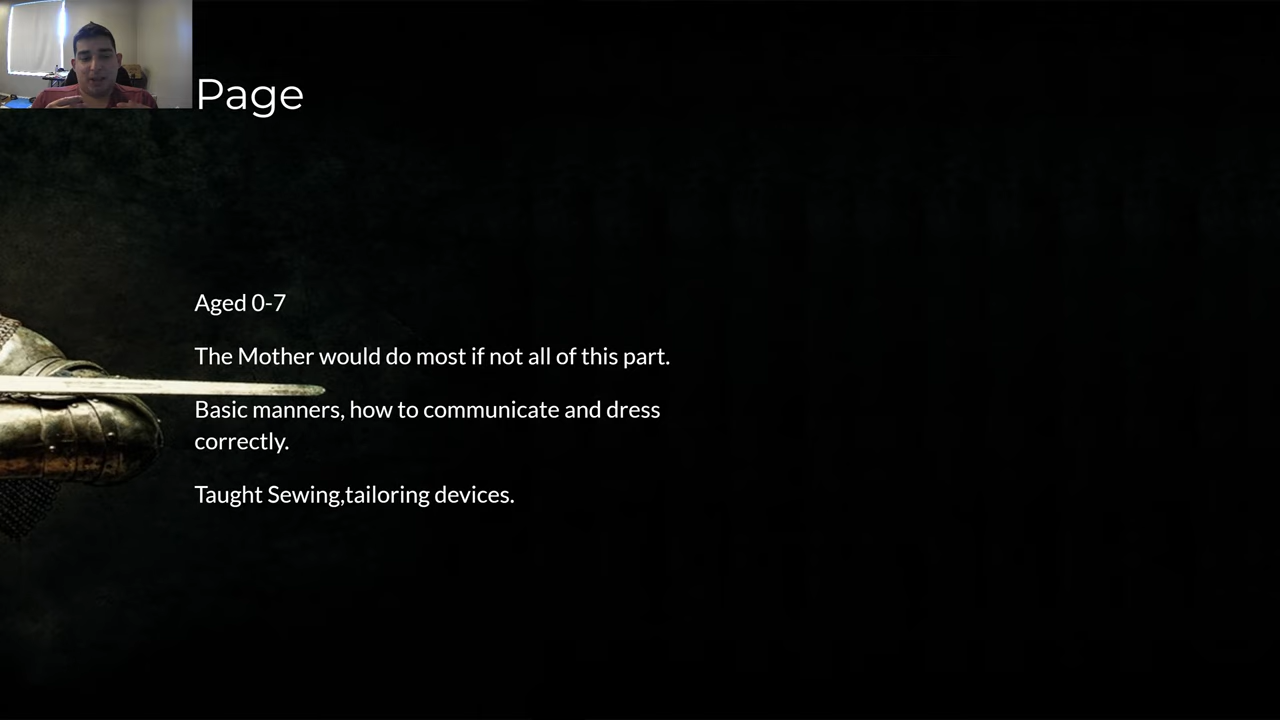 Page
Aged 0-7
The Mother would do most if not all of this part.
Basic manners, how to communicate and dress
correctly.
Taught Sewing,tailoring devices.